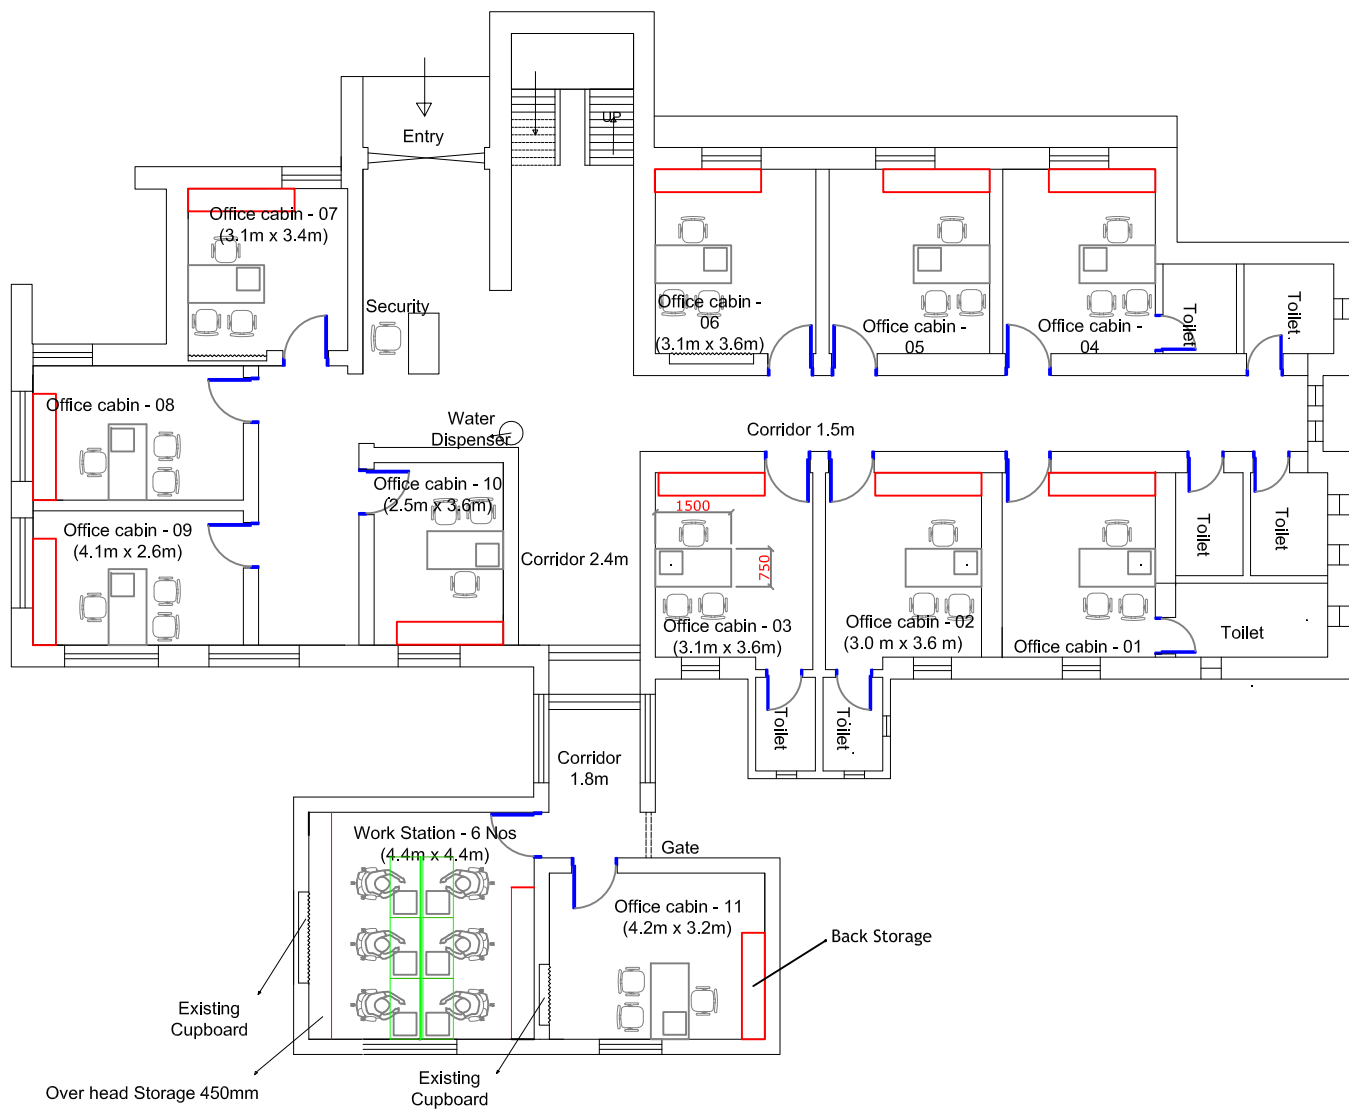 UP
Entry
Office cabin - 07
(3.1m x 3.4m)
Security
Office cabin -
06
(3.1m x 3.6m)
Office cabin -
05
Office cabin -
04
Toilet
Toilet
Office cabin - 08
Water
Dispenser
Corridor 1.5m
Office cabin - 10
(2.5m x 3.6m)
Office cabin - 09
(4.1m x 2.6m)
Corridor 2.4m
1500
750
Office cabin - 03
(3.1m x 3.6m)
Office cabin - 02
(3.0 m x 3.6 m)
Office cabin - 01
Toilet
Toilet
Toilet
Toilet
Toilet
Corridor
1.8m
Work Station - 6 Nos
(4.4m x 4.4m)
Gate
Office cabin - 11
(4.2m x 3.2m)
Back Storage
Existing
Cupboard
Existing
Cupboard
Over head Storage 450mm